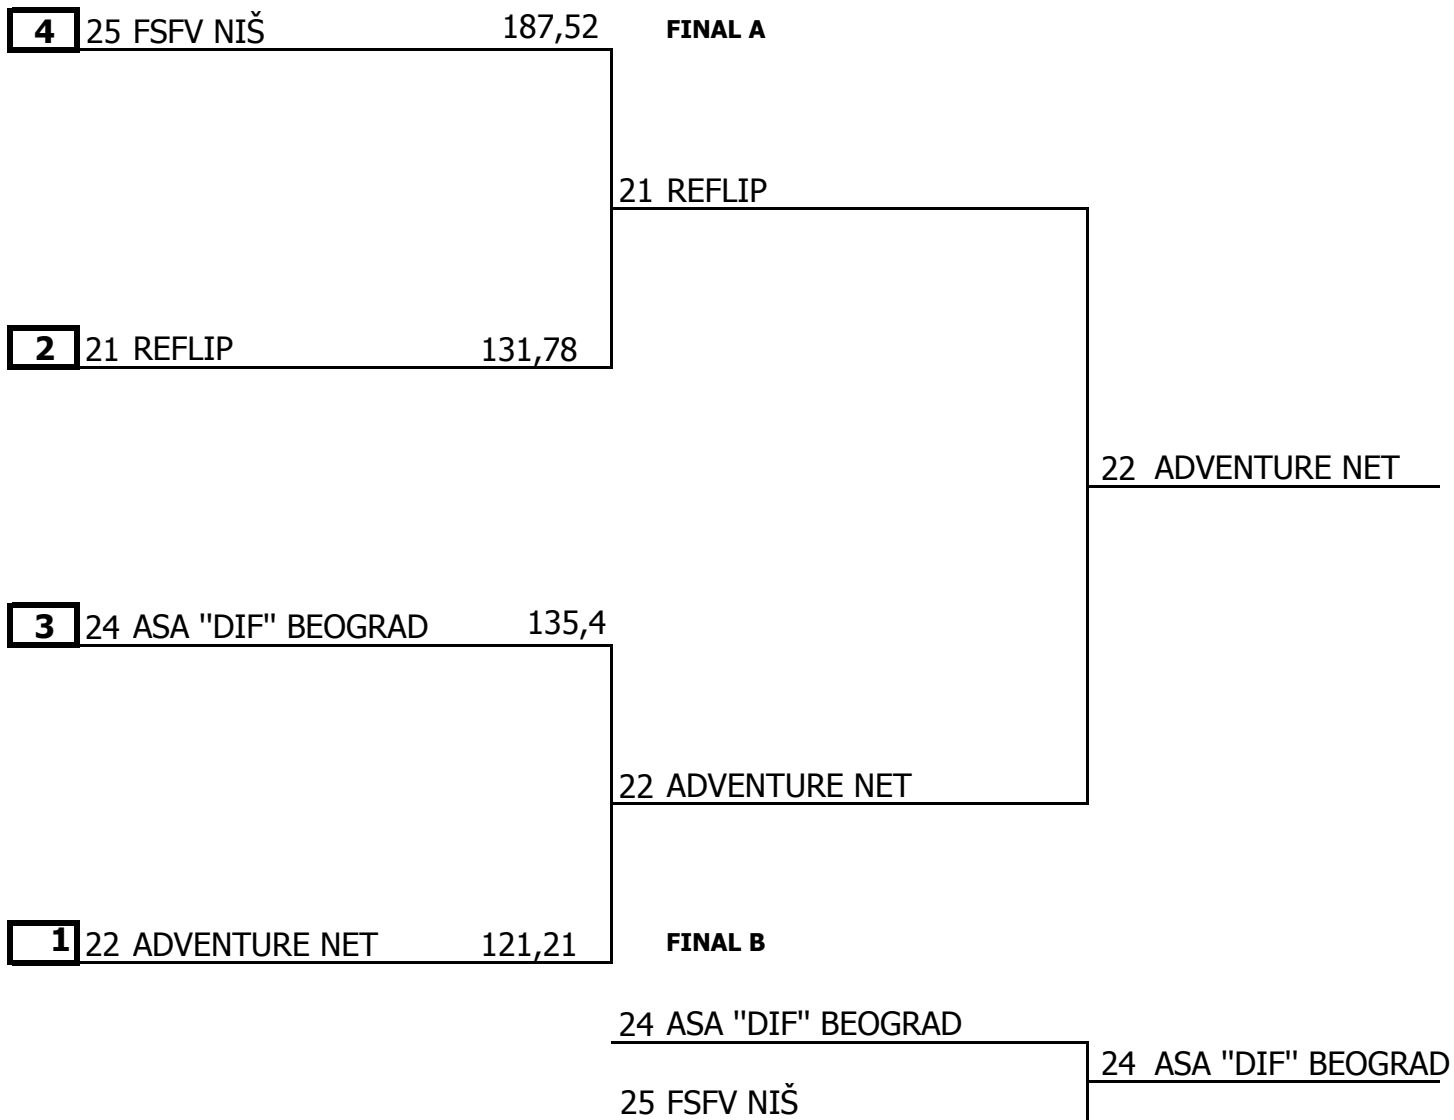 4 25 FSFV NIŠ 187,52 FINAL A
21 REFLIP
2 21 REFLIP 131,78
22 ADVENTURE NET
3 24 ASA "DIF" BEOGRAD 135,4
22 ADVENTURE NET
1 22 ADVENTURE NET 121,21 FINAL B
24 ASA "DIF" BEOGRAD
24 ASA "DIF" BEOGRAD
25 FSFV NIŠ